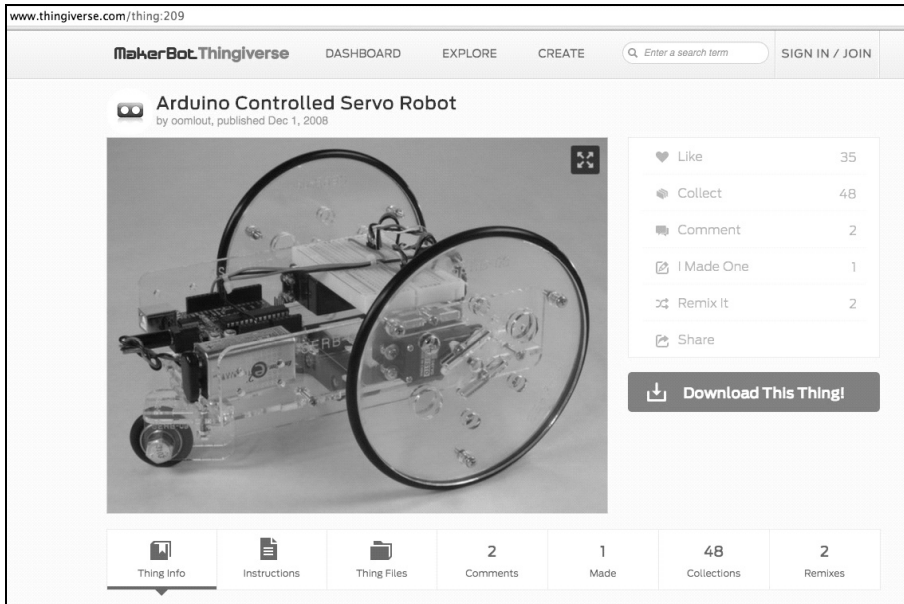 www.thingiverse.com/thing:209
MakerBot.Thingiverse DASHBOARD EXPLORE CREATE Enter a search term SIGN IN / JOIN
Arduino Controlled Servo Robot
by oomlout, published Dec 1, 2008
Like 35
Collect 48
Comment 2
I Made One 1
Remix It 2
Share
SERB
Download This Thing!
2 1 48 2
Thing Info Instructions Thing Files Comments Made Collections Remixes